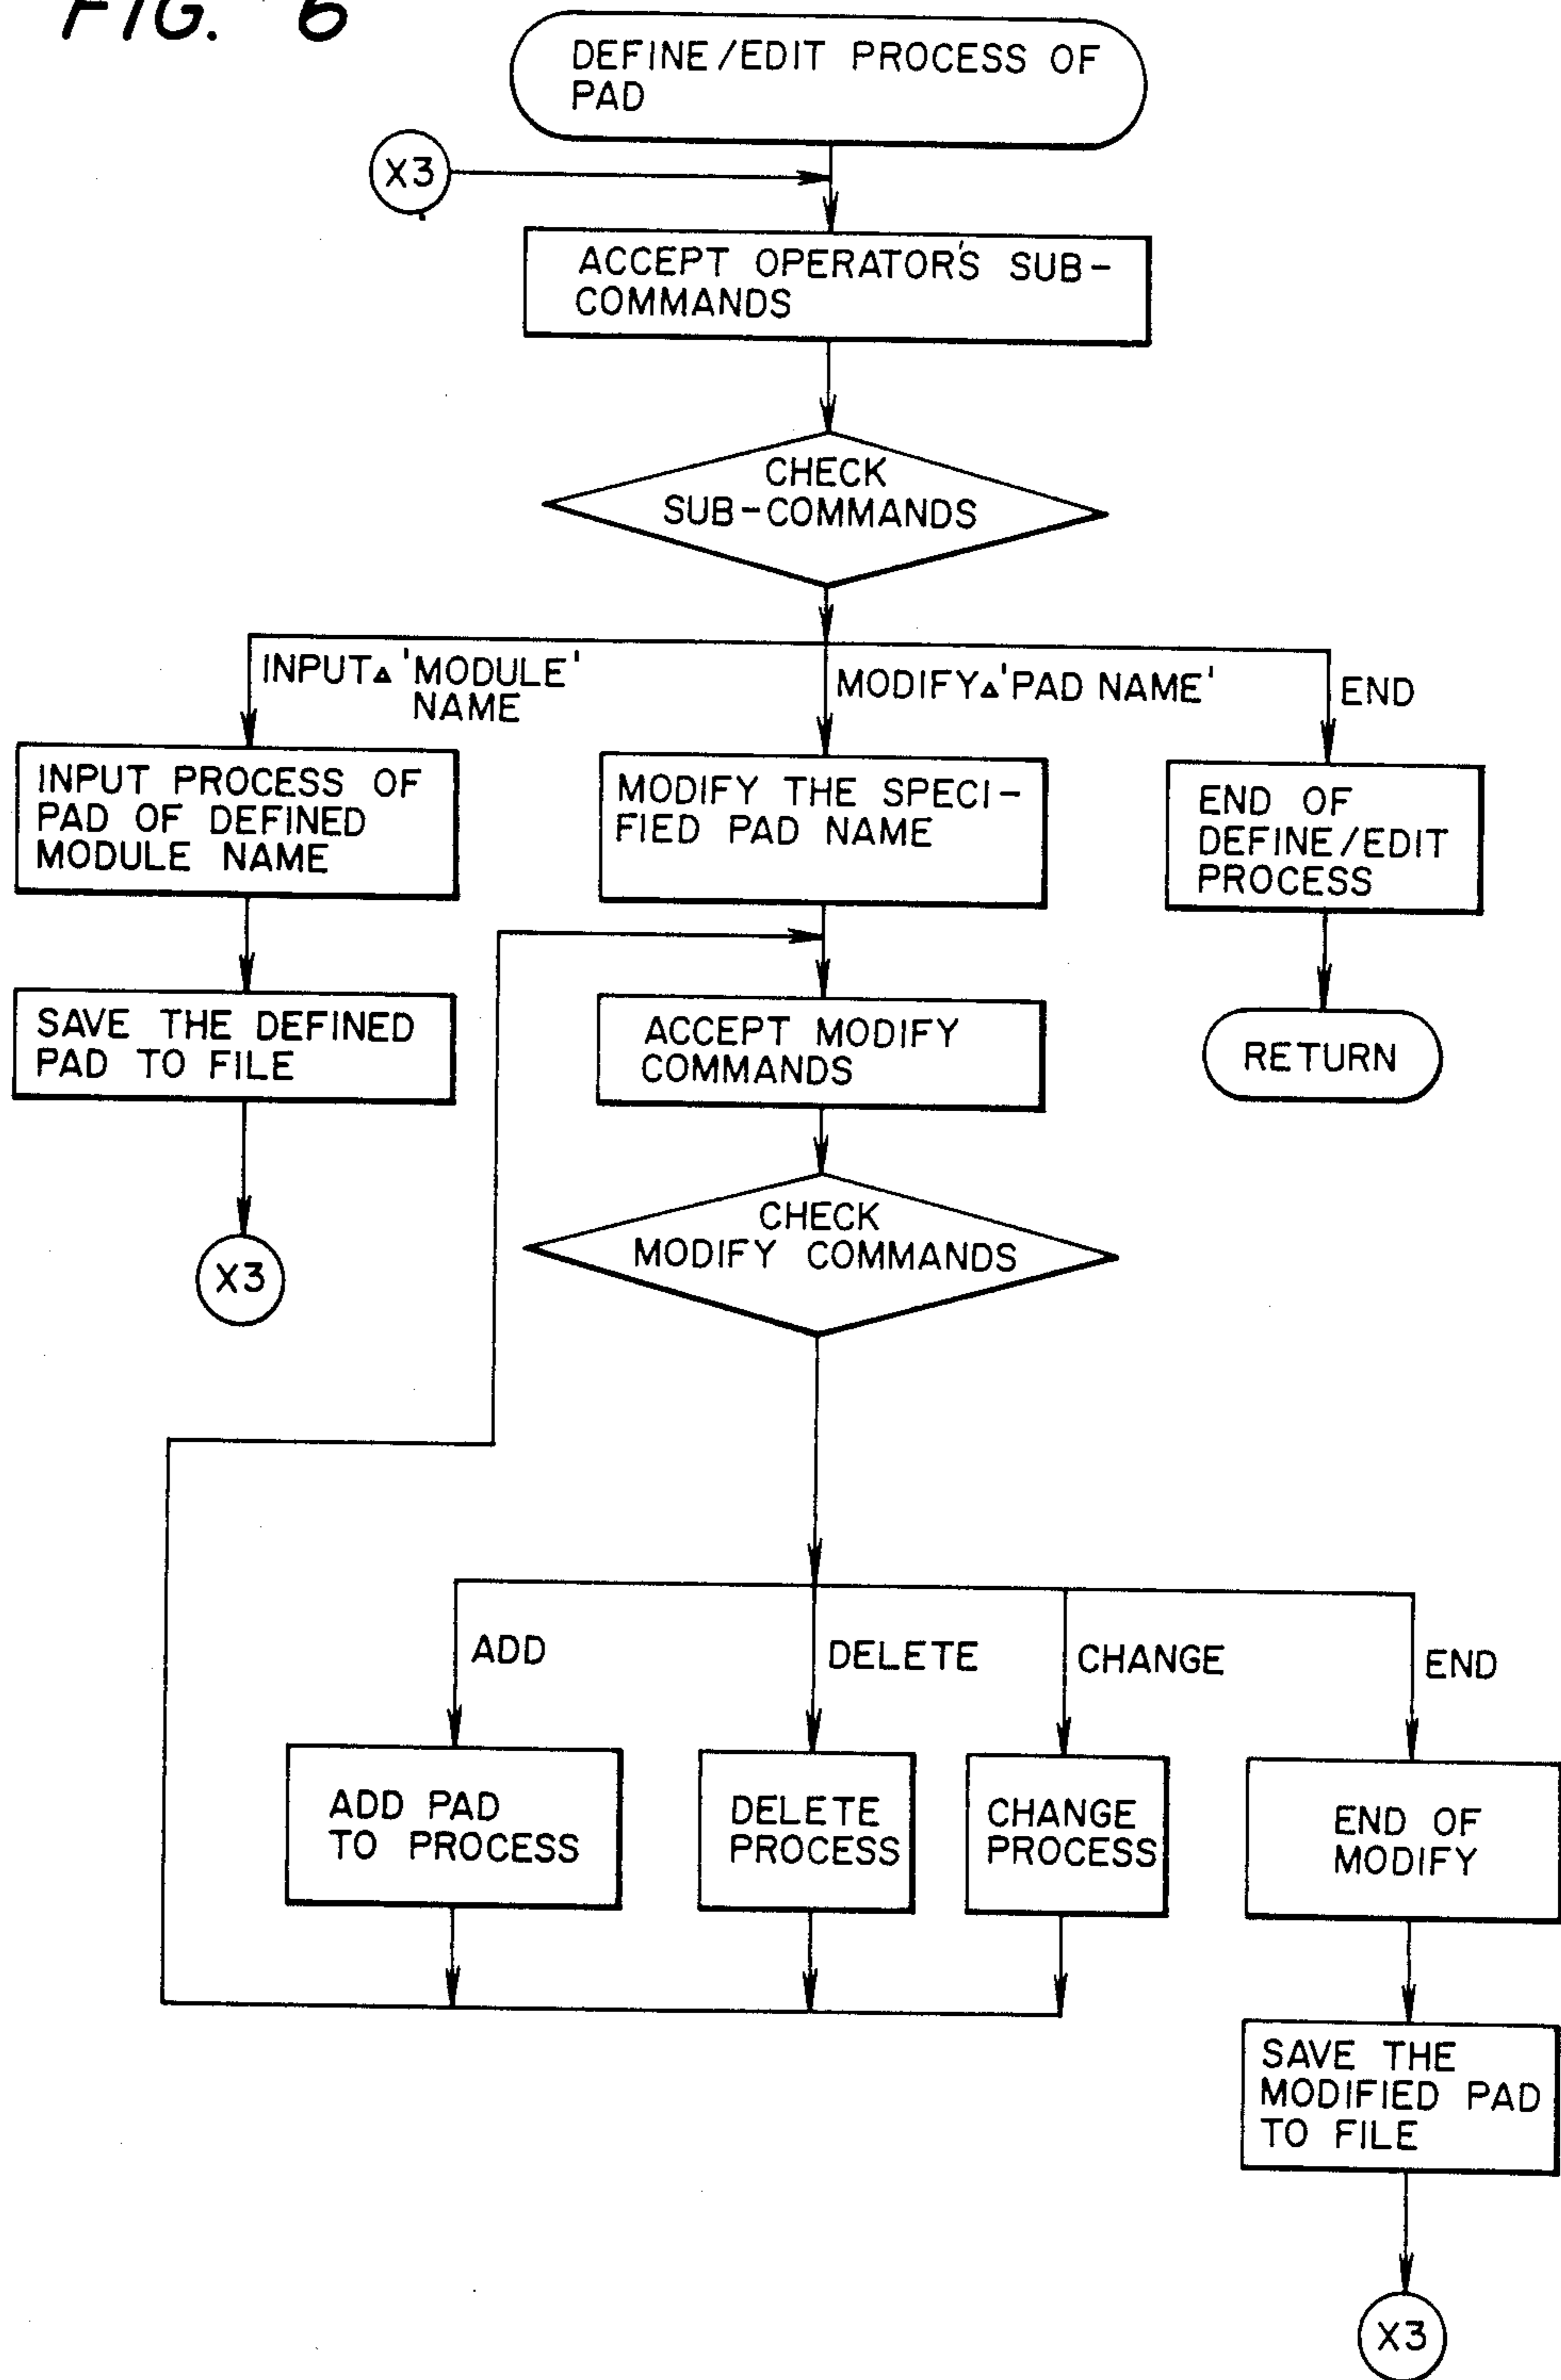 FIG. 6
DEFINE/EDIT PROCESS OF
PAD
X3
ACCEPT OPERATOR'S SUB-
COMMANDS
CHECK
SUB-COMMANDS
INPUT▵'MODULE'
NAME
MODIFY▵'PAD NAME'
END
INPUT PROCESS OF
PAD OF DEFINED
MODULE NAME
MODIFY THE SPECI-
FIED PAD NAME
END OF
DEFINE/EDIT
PROCESS
SAVE THE DEFINED
PAD TO FILE
ACCEPT MODIFY
COMMANDS
RETURN
CHECK
MODIFY COMMANDS
X3
ADD
DELETE
CHANGE
END
ADD PAD
TO PROCESS
DELETE
PROCESS
CHANGE
PROCESS
END OF
MODIFY
SAVE THE
MODIFIED PAD
TO FILE
X3